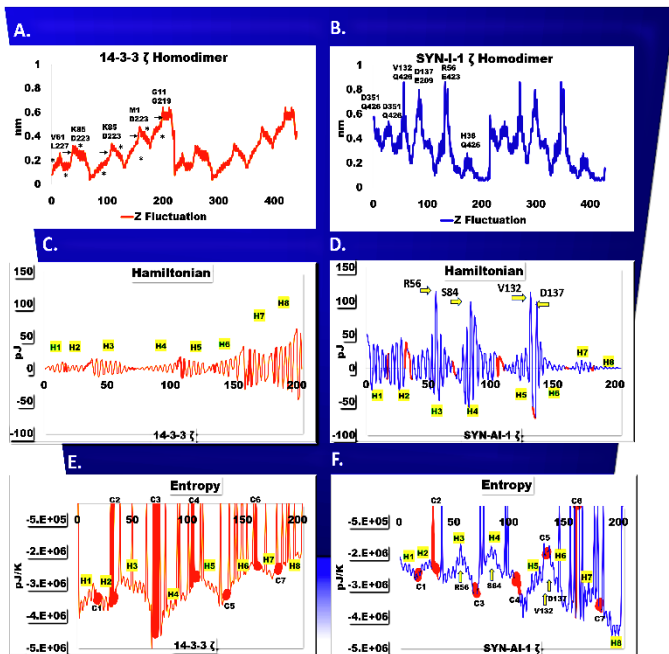 A.
14-3-3 ζ Homodimer
nm
1
0.8
0.6
0.4
0.2
0
V61
L227
*
*
K85
D223
*
*
K85
D223
*
*
M1
D223
*
*
G11
D219
0 100 200 300 400
Z Fluctuation
B.
SYN-I-1 ζ Homodimer
nm
1
0.8
0.6
0.4
0.2
0
D351
Q426
D351
Q426
V132
Q426
D137
E209
R56
E423
H36
Q426
0 100 200 300 400
Z Fluctuation
C.
Hamiltonian
pJ
150
100
50
0
-50
-100
H1 H2 H3 H4 H5 H6 H7 H8
0 50 100 150 200
14-3-3 ζ
D.
Hamiltonian
pJ
150
100
50
0
-50
-100
R56
S84
V132
D137
H1 H2 H3 H4 H5 H6 H7 H8
0 50 100 150 200
SYN-AI-1 ζ
E.
Entropy
pJ/K
-5.E+05
-2.E+06
-3.E+06
-4.E+06
-5.E+06
C2 C3 C4 C6
0 50 100 150 200
H1 H2 H3 H4 H5 H6 H7 H8
C1 C5 C7
14-3-3 ζ
F.
Entropy
pJ/K
-5.E+05
-2.E+06
-3.E+06
-4.E+06
-5.E+06
C2 C6
0 50 100 150 200
H1 H2 H3 H4 H5 H6 H7 H8
C1 R56 C3 S84 C4 C5 V132 D137 C7
SYN-AI-1 ζ